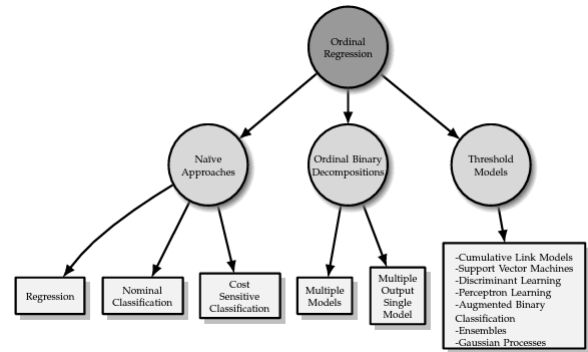 Ordinal
Regression
Naïve
Approaches
Ordinal Binary
Decompositions
Threshold
Models
Regression
Nominal
Classification
Cost
Sensitive
Classification
Multiple
Models
Multiple
Output
Single
Model
-Cumulative Link Models
-Support Vector Machines
-Discriminant Learning
-Perceptron Learning
-Augmented Binary
Classification
-Ensembles
-Gaussian Processes